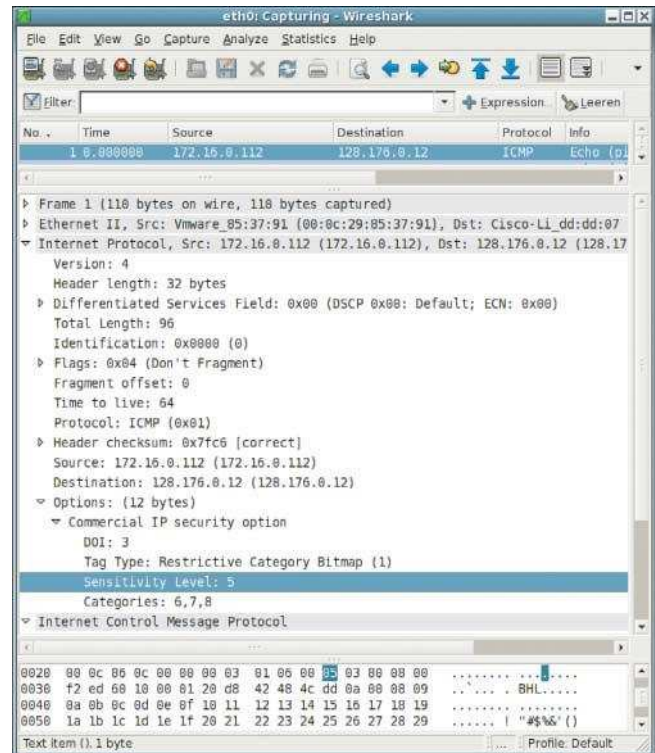 eth0: Capturing - Wireshark
File Edit View Go Capture Analyze Statistics Help
Filter: Expression... Leeren
No. . Time Source Destination Protocol Info
1 0.000000 172.16.0.112 128.176.0.12 ICMP Echo (pi
Frame 1 (110 bytes on wire, 110 bytes captured)
Ethernet II, Src: Vmware_85:37:91 (00:0c:29:85:37:91), Dst: Cisco-Li_dd:dd:07
Internet Protocol, Src: 172.16.0.112 (172.16.0.112), Dst: 128.176.0.12 (128.17
Version: 4
Header length: 32 bytes
Differentiated Services Field: 0x00 (DSCP 0x00: Default; ECN: 0x00)
Total Length: 96
Identification: 0x0000 (0)
Flags: 0x04 (Don't Fragment)
Fragment offset: 0
Time to live: 64
Protocol: ICMP (0x01)
Header checksum: 0x7fc6 [correct]
Source: 172.16.0.112 (172.16.0.112)
Destination: 128.176.0.12 (128.176.0.12)
Options: (12 bytes)
Commercial IP security option
DOI: 3
Tag Type: Restrictive Category Bitmap (1)
Sensitivity Level: 5
Categories: 6,7,8
Internet Control Message Protocol
0020 00 0c 86 0c 00 00 00 03 01 06 00 05 03 80 08 00 ........ ........
0030 f2 ed 60 10 00 01 20 d8 42 48 4c dd 0a 00 08 09 ..`... . BHL.....
0040 0a 0b 0c 0d 0e 0f 10 11 12 13 14 15 16 17 18 19 ........ ........
0050 1a 1b 1c 1d 1e 1f 20 21 22 23 24 25 26 27 28 29 ...... ! "#$%&'()
Text item (), 1 byte ... Profile: Default